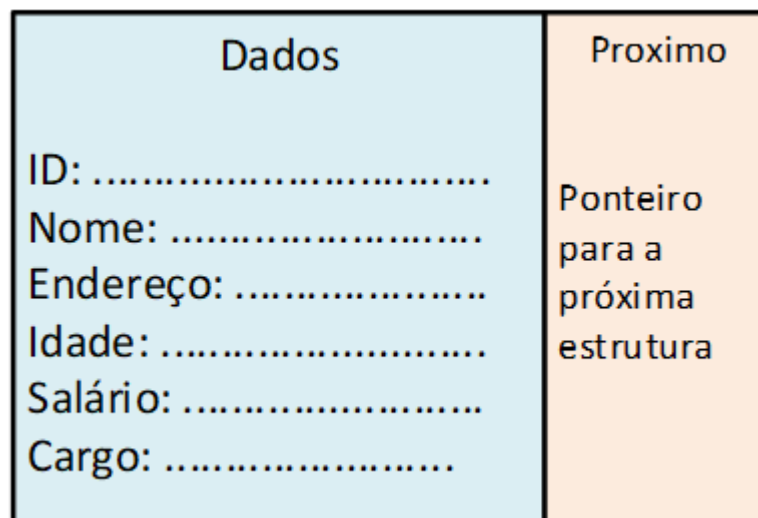 Dados
ID: ..................................
Nome: ..........................
Endereço: .....................
Idade: ...........................
Salário: .........................
Cargo: ........................
Proximo
Ponteiro
para a
próxima
estrutura